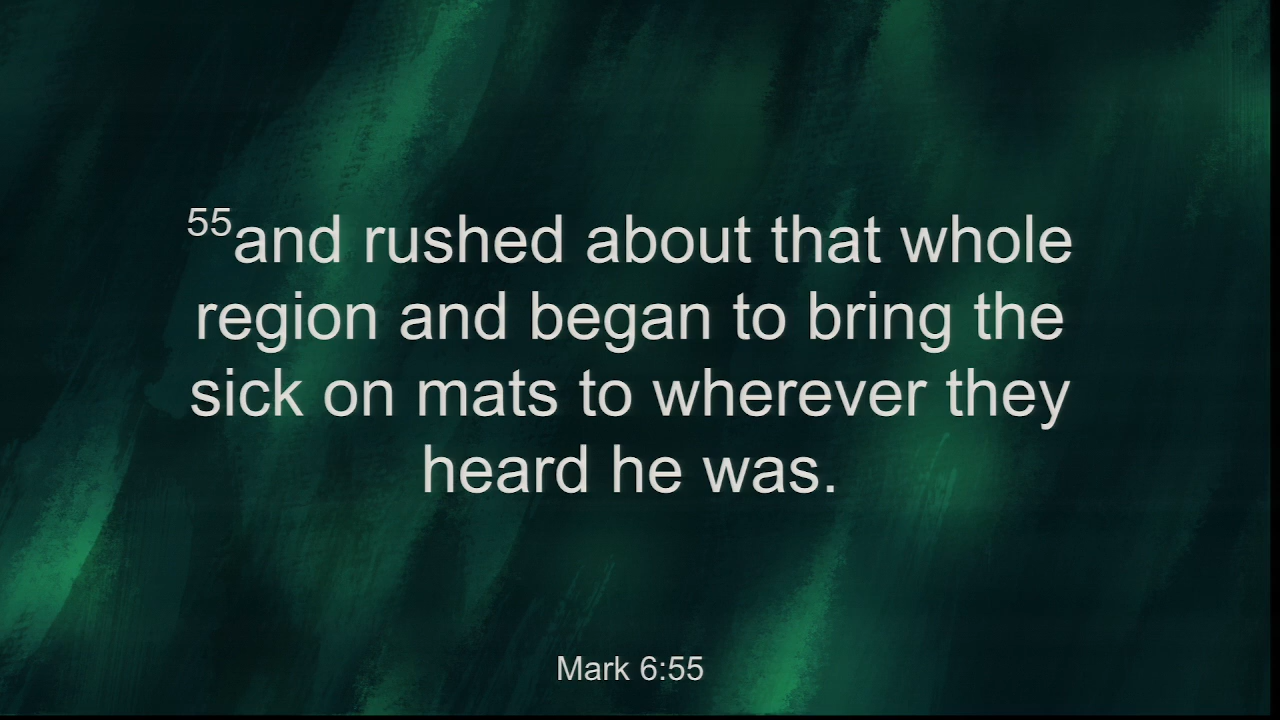 55and rushed about that whole
region and began to bring the
sick on mats to wherever they
heard he was.
Mark 6:55